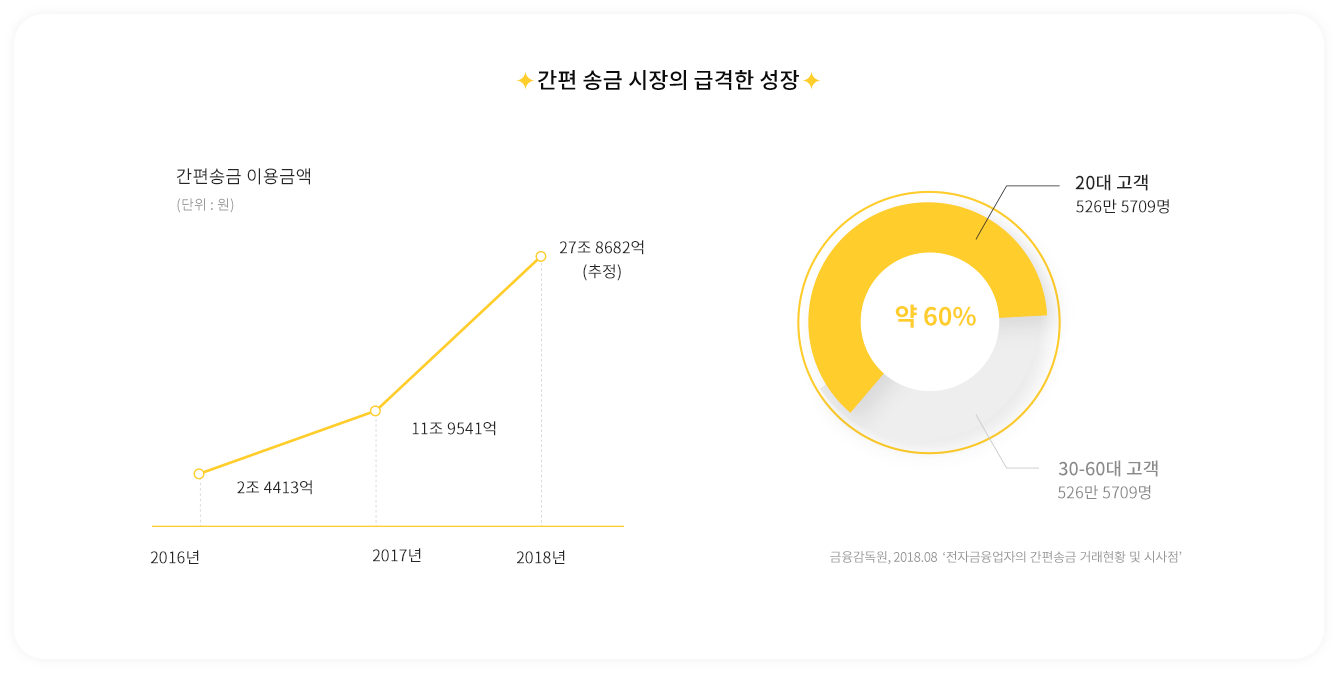 간편 송금 시장의 급격한 성장
간편송금 이용금액
(단위 : 원)
27조 8682억
(추정)
11조 9541억
2조 4413억
2016년
2017년
2018년
20대 고객
526만 5709명
약 60%
30-60대 고객
526만 5709명
금융감독원, 2018.08 ‘전자금융업자의 간편송금 거래현황 및 시사점’